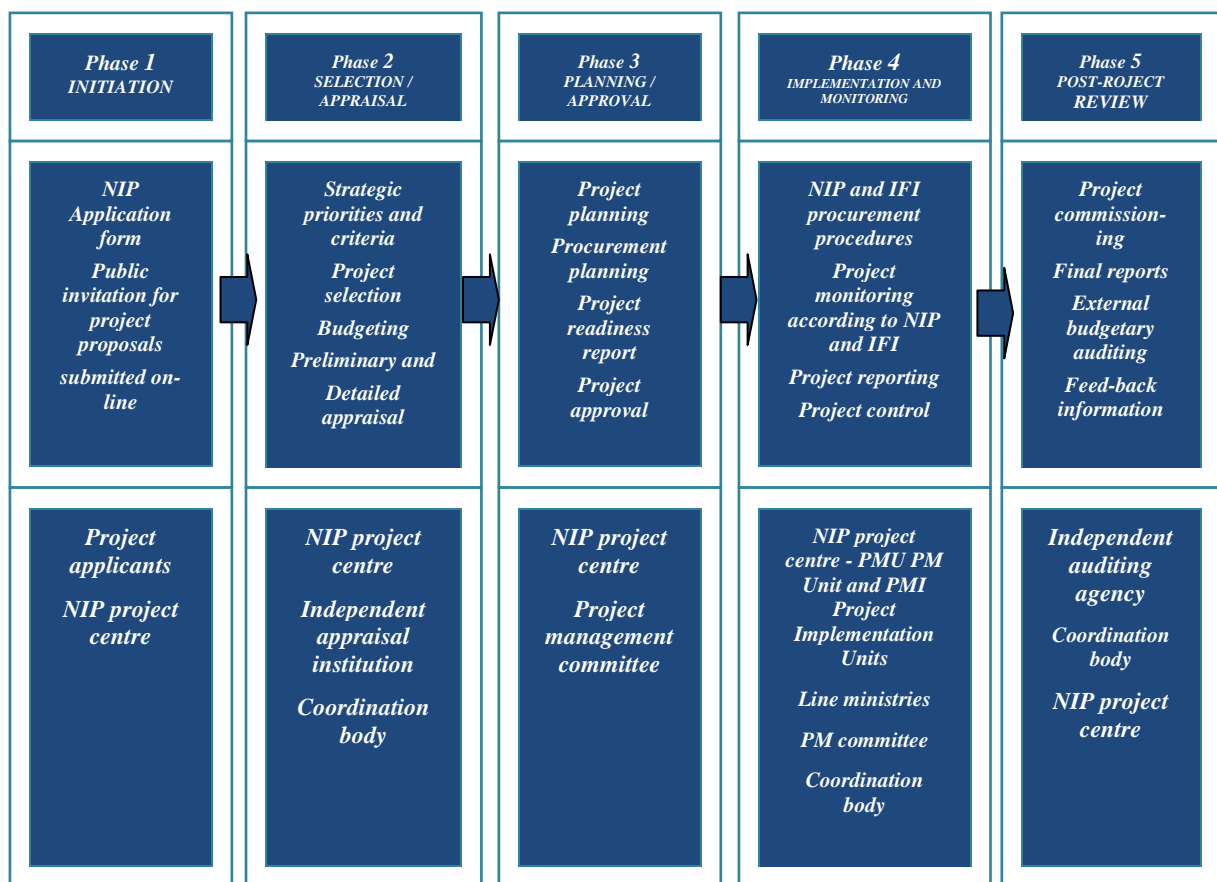 Phase 1
INITIATION
Phase 2
SELECTION /
APPRAISAL
Phase 3
PLANNING /
APPROVAL
Phase 4
IMPLEMENTATION AND
MONITORING
Phase 5
POST-ROJECT
REVIEW
NIP
Application
form
Public
invitation for
project
proposals
submitted on-
line
Strategic
priorities and
criteria
Project
selection
Budgeting
Preliminary and
Detailed
appraisal
Project
planning
Procurement
planning
Project
readiness
report
Project
approval
NIP and IFI
procurement
procedures
Project
monitoring
according to NIP
and IFI
Project reporting
Project control
Project
commission-
ing
Final reports
External
budgetary
auditing
Feed-back
information
Project
applicants
NIP project
centre
NIP project
centre
Independent
appraisal
institution
Coordination
body
NIP project
centre
Project
management
committee
NIP project
centre - PMU PM
Unit and PMI
Project
Implementation
Units
Line ministries
PM committee
Coordination
body
Independent
auditing
agency
Coordination
body
NIP project
centre